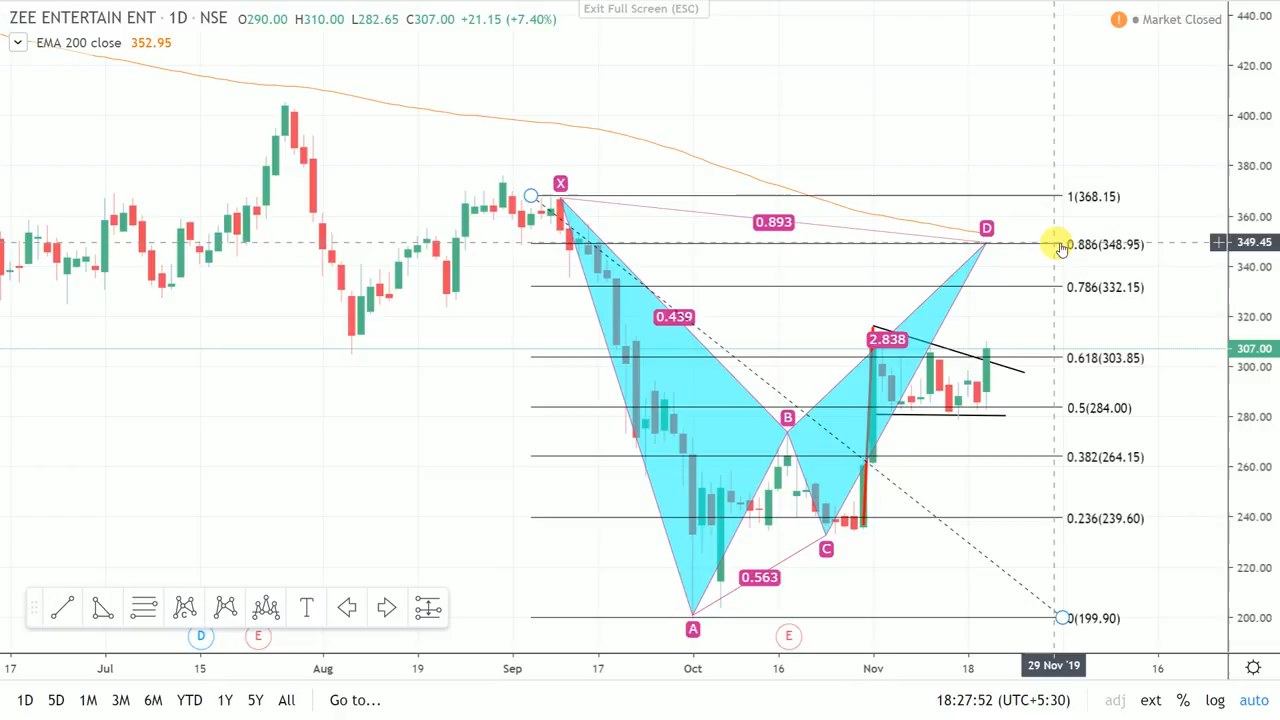 Exit Full Screen (ESC)
ZEE ENTERTAIN ENT · 1D · NSE O290.00 H310.00 L282.65 C307.00 +21.15 (+7.40%)
Market Closed
EMA 200 close 352.95
440.00
420.00
400.00
380.00
360.00
349.45
340.00
320.00
307.00
300.00
280.00
260.00
240.00
220.00
200.00
X
1(368.15)
0.893
D
0.886(348.95)
0.786(332.15)
0.439
2.838
0.618(303.85)
B
0.5(284.00)
0.382(264.15)
0.236(239.60)
C
0.563
A
0(199.90)
T
D
E
E
17 Jul 15 Aug 19 Sep 17 Oct 16 Nov 18 29 Nov '19 16
1D 5D 1M 3M 6M YTD 1Y 5Y All Go to... 18:27:52 (UTC+5:30) adj ext % log auto